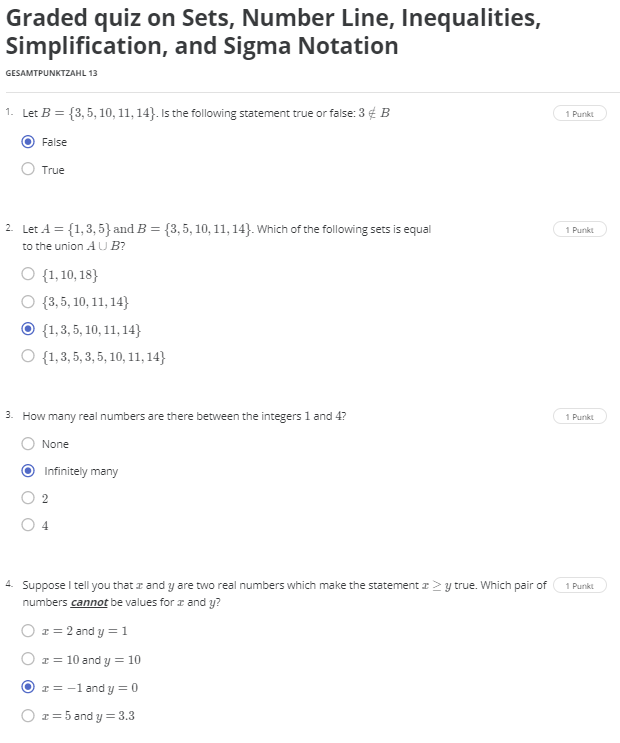 Graded quiz on Sets, Number Line, Inequalities,
Simplification, and Sigma Notation
GESAMTPUNKTZAHL 13
1. Let B = {3, 5, 10, 11, 14}. Is the following statement true or false: 3 ∉ B
1 Punkt
False
True
2. Let A = {1, 3, 5} and B = {3, 5, 10, 11, 14}. Which of the following sets is equal
1 Punkt
to the union A ∪ B?
{1, 10, 18}
{3, 5, 10, 11, 14}
{1, 3, 5, 10, 11, 14}
{1, 3, 5, 3, 5, 10, 11, 14}
3. How many real numbers are there between the integers 1 and 4?
1 Punkt
None
Infinitely many
2
4
4. Suppose I tell you that x and y are two real numbers which make the statement x ≥ y true. Which pair of
1 Punkt
numbers cannot be values for x and y?
x = 2 and y = 1
x = 10 and y = 10
x = −1 and y = 0
x = 5 and y = 3.3